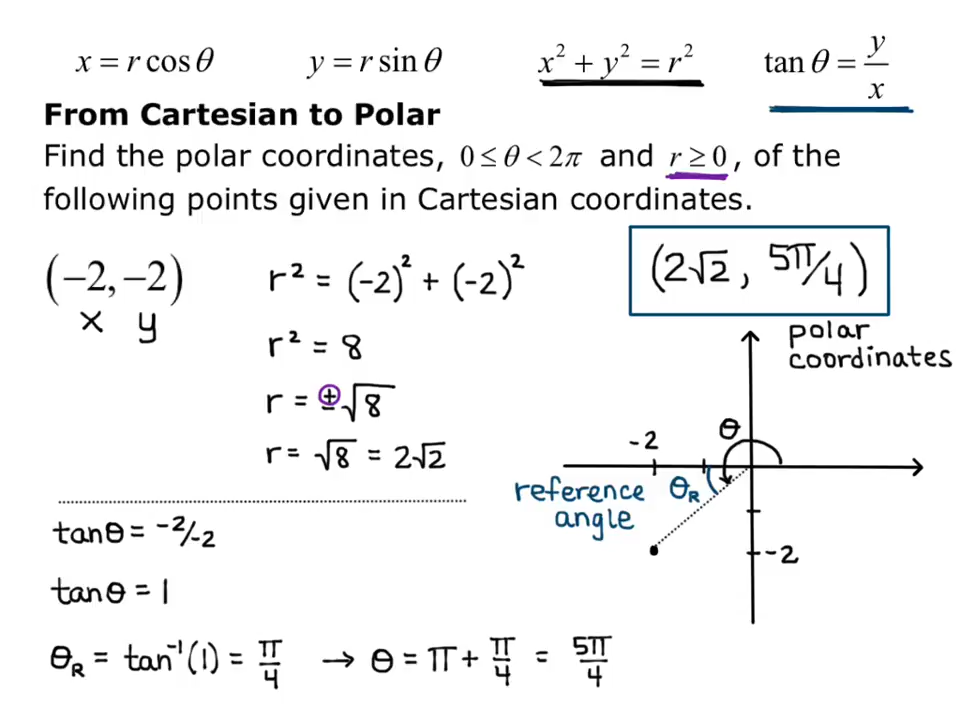 x = r cos θ    y = r sin θ    x² + y² = r²    tan θ = y/x
From Cartesian to Polar
Find the polar coordinates, 0 ≤ θ < 2π and r ≥ 0, of the
following points given in Cartesian coordinates.
(−2, −2)
x y
r² = (-2)² + (-2)²
r² = 8
r = ±√8
r = √8 = 2√2
tanθ = -2/-2
tanθ = 1
θR = tan⁻¹(1) = π/4 → θ = π + π/4 = 5π/4
(2√2, 5π/4)
polar
coordinates
θ
-2
reference
angle
θR
-2